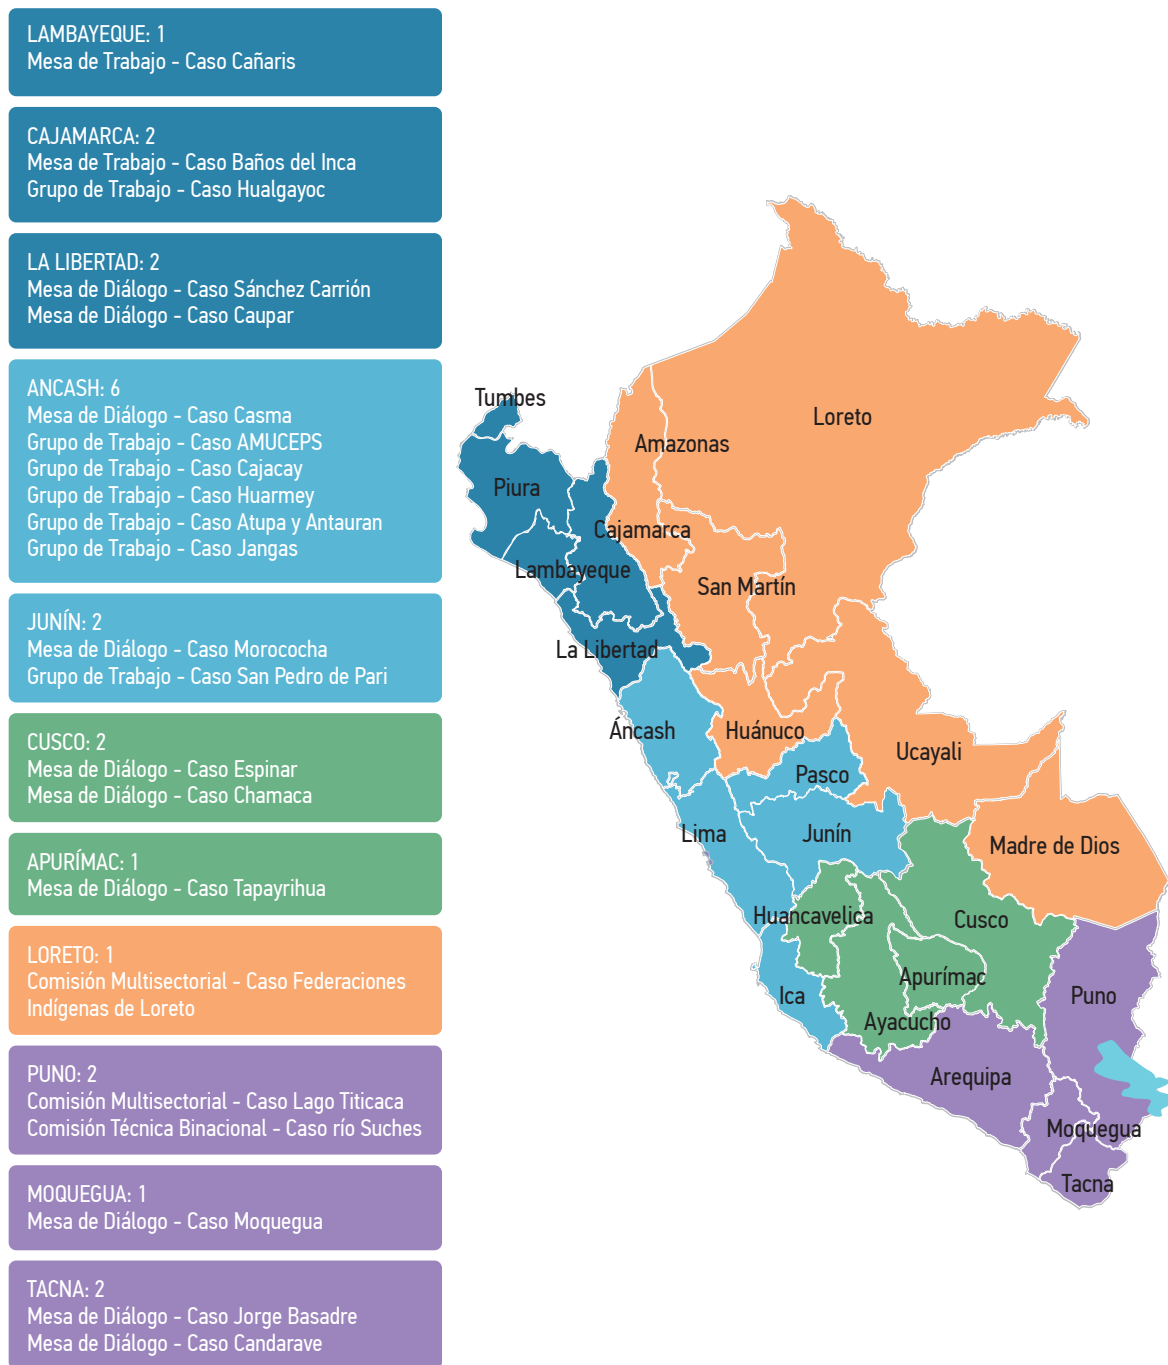 LAMBAYEQUE: 1
Mesa de Trabajo - Caso Cañaris
CAJAMARCA: 2
Mesa de Trabajo - Caso Baños del Inca
Grupo de Trabajo - Caso Hualgayoc
LA LIBERTAD: 2
Mesa de Diálogo - Caso Sánchez Carrión
Mesa de Diálogo - Caso Caupar
ANCASH: 6
Mesa de Diálogo - Caso Casma
Grupo de Trabajo - Caso AMUCEPS
Grupo de Trabajo - Caso Cajacay
Grupo de Trabajo - Caso Huarmey
Grupo de Trabajo - Caso Atupa y Antauran
Grupo de Trabajo - Caso Jangas
JUNÍN: 2
Mesa de Diálogo - Caso Morococha
Grupo de Trabajo - Caso San Pedro de Pari
CUSCO: 2
Mesa de Diálogo - Caso Espinar
Mesa de Diálogo - Caso Chamaca
APURÍMAC: 1
Mesa de Diálogo - Caso Tapayrihua
LORETO: 1
Comisión Multisectorial - Caso Federaciones
Indígenas de Loreto
PUNO: 2
Comisión Multisectorial - Caso Lago Titicaca
Comisión Técnica Binacional - Caso río Suches
MOQUEGUA: 1
Mesa de Diálogo - Caso Moquegua
TACNA: 2
Mesa de Diálogo - Caso Jorge Basadre
Mesa de Diálogo - Caso Candarave
Tumbes
Loreto
Amazonas
Piura
Cajamarca
Lambayeque
San Martín
La Libertad
Áncash
Huánuco
Ucayali
Pasco
Lima
Junín
Madre de Dios
Huancavelica
Cusco
Apurímac
Ica
Puno
Ayacucho
Arequipa
Moquegua
Tacna